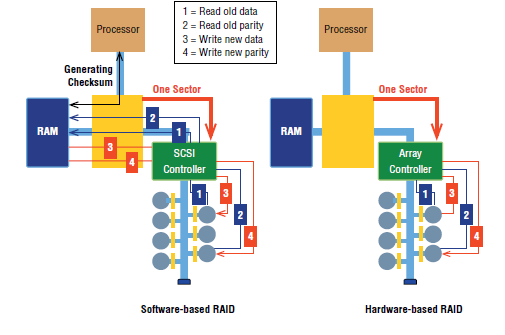 1 = Read old data
2 = Read old parity
3 = Write new data
4 = Write new parity
Processor
Generating
Checksum
One Sector
RAM
2
1
3
4
SCSI
Controller
1
3
2
4
Software-based RAID
Processor
One Sector
RAM
Array
Controller
1
3
2
4
Hardware-based RAID